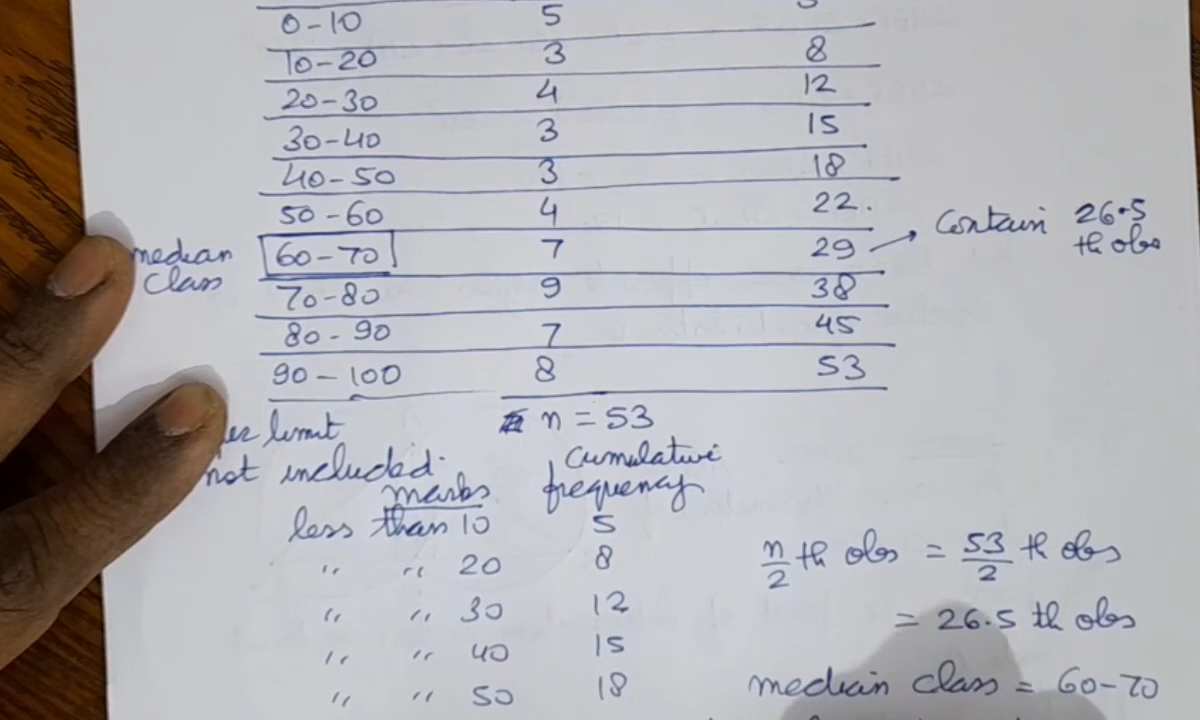 0-10 5
10-20 3 8
20-30 4 12
30-40 3 15
40-50 3 18
50-60 4 22.
median class 60-70 7 29 → Contain 26.5 th obs
70-80 9 38
80-90 7 45
90-100 8 53
limit n = 53
not included.
marks cumulative frequency
less than 10 5
" " 20 8
" " 30 12
" " 40 15
" " 50 18
n/2 th obs = 53/2 th obs
= 26.5 th obs
median class = 60-70